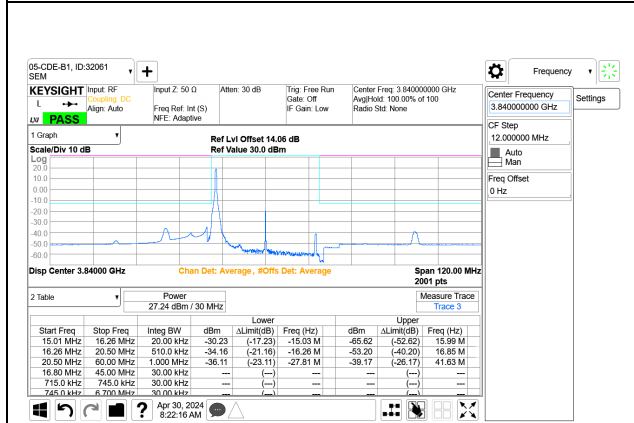 05-CDE-B1, ID:32061
SEM
Frequency
KEYSIGHT Input: RF Input Z: 50 Ω Atten: 30 dB Trig: Free Run Center Freq: 3.840000000 GHz
L Coupling: DC Gate: Off Avg|Hold: 100.00% of 100
Align: Auto Freq Ref: Int (S) IF Gain: Low Radio Std: None
LXI PASS NFE: Adaptive
Center Frequency
3.840000000 GHz
Settings
CF Step
12.000000 MHz
Auto
Man
Freq Offset
0 Hz
1 Graph
Ref Lvl Offset 14.06 dB
Scale/Div 10 dB Ref Value 30.0 dBm
Log
20.0
10.0
0.00
-10.0
-20.0
-30.0
-40.0
-50.0
-60.0
Disp Center 3.84000 GHz Chan Det: Average, #Offs Det: Average Span 120.00 MHz
2001 pts
2 Table Power Measure Trace
27.24 dBm / 30 MHz Trace 3
Lower Upper
Start Freq Stop Freq Integ BW dBm ΔLimit(dB) Freq (Hz) dBm ΔLimit(dB) Freq (Hz)
15.01 MHz 16.26 MHz 20.00 kHz -30.23 (-17.23) -15.03 M -65.62 (-52.62) 15.99 M
16.26 MHz 20.50 MHz 510.0 kHz -34.16 (-21.16) -16.26 M -53.20 (-40.20) 16.85 M
20.50 MHz 60.00 MHz 1.000 MHz -36.11 (-23.11) -27.81 M -39.17 (-26.17) 41.63 M
16.80 MHz 45.00 MHz 30.00 kHz --- (---) --- --- (---) ---
715.0 kHz 745.0 kHz 30.00 kHz --- (---) --- --- (---) ---
745.0 kHz 6.700 MHz 30.00 kHz --- (---) --- --- (---) ---
? Apr 30, 2024
8:22:16 AM